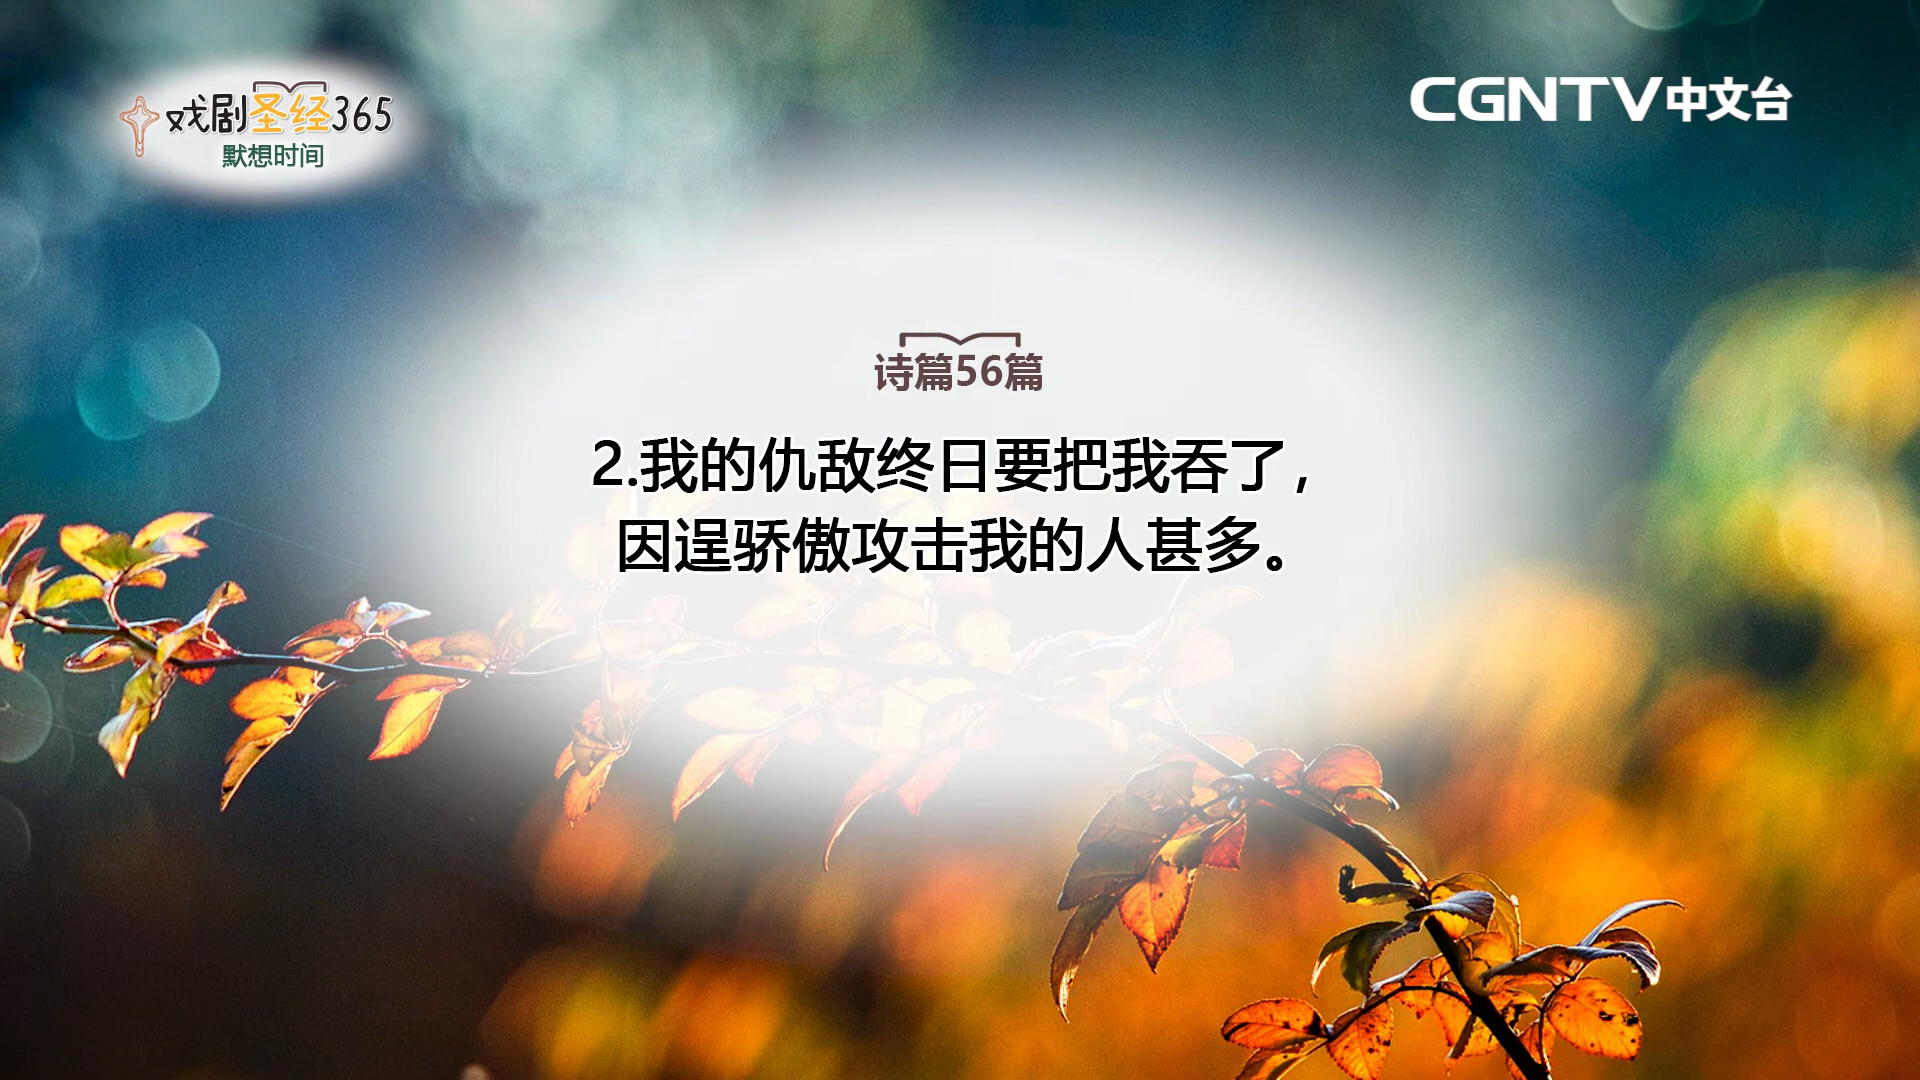 戏剧圣经365
默想时间
CGNTV中文台
诗篇56篇
2.我的仇敌终日要把我吞了，
因逞骄傲攻击我的人甚多。